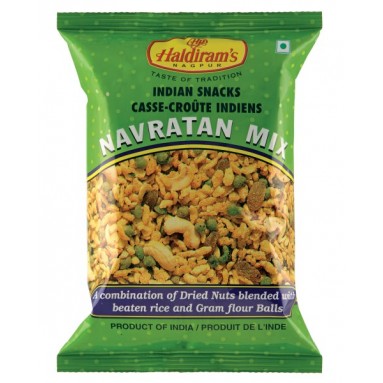 The
Haldiram's
NAGPUR
TASTE OF TRADITION
INDIAN SNACKS
CASSE-CROÛTE INDIENS
NAVRATAN MIX
A combination of Dried Nuts blended with
beaten rice and Gram flour Balls
PRODUCT OF INDIA / PRODUIT DE L'INDE